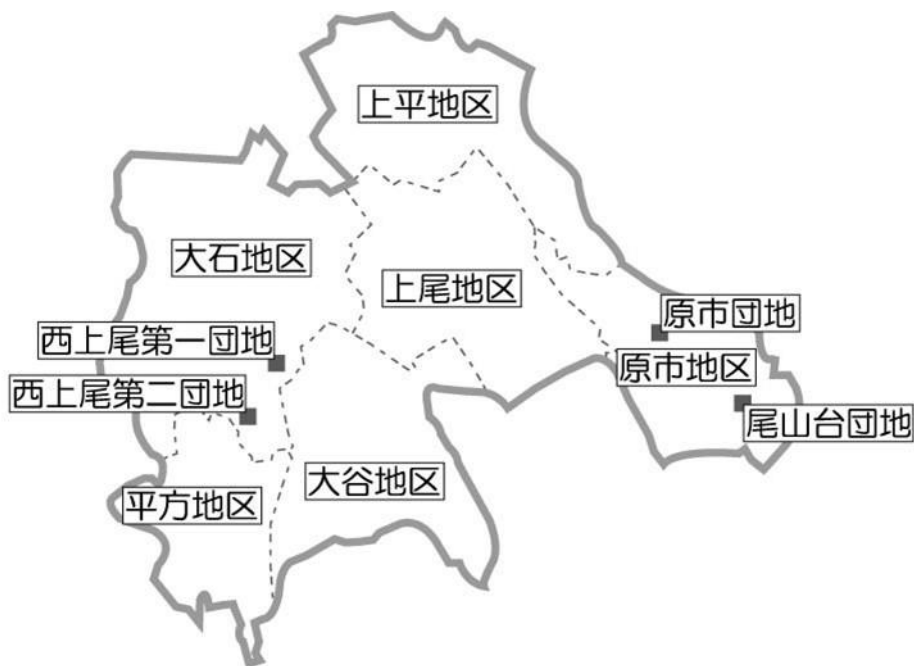 上平地区
大石地区
上尾地区
原市団地
西上尾第一団地
原市地区
西上尾第二団地
尾山台団地
大谷地区
平方地区